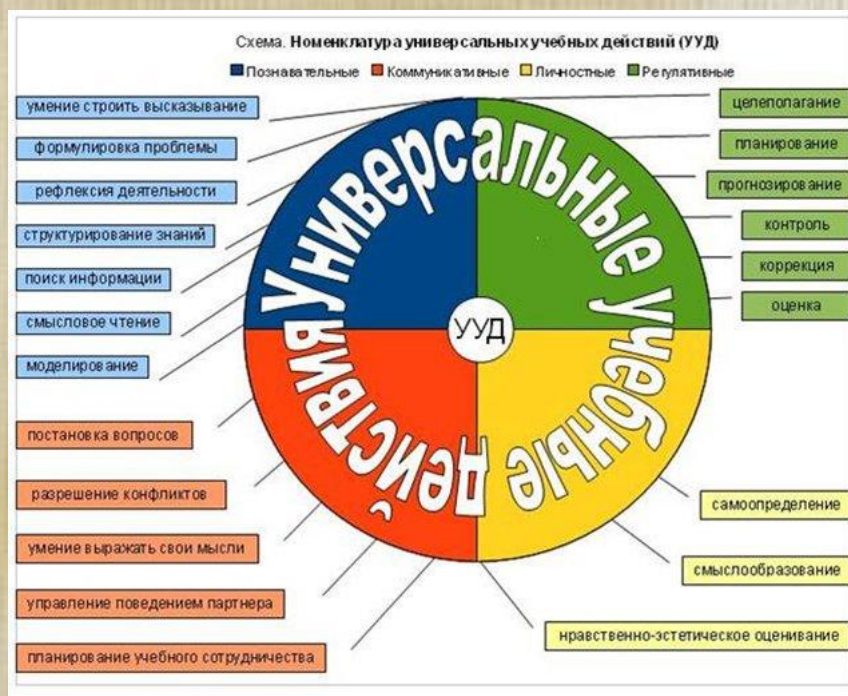 Схема. Номенклатура универсальных учебных действий (УУД)
Познавательные Коммуникативные Личностные Регулятивные
умение строить высказывание
формулировка проблемы
рефлексия деятельности
структурирование знаний
поиск информации
смысловое чтение
моделирование
постановка вопросов
разрешение конфликтов
умение выражать свои мысли
управление поведением партнера
планирование учебного сотрудничества
Универсальные учебные действия
УУД
целеполагание
планирование
прогнозирование
контроль
коррекция
оценка
самоопределение
смыслообразование
нравственно-эстетическое оценивание